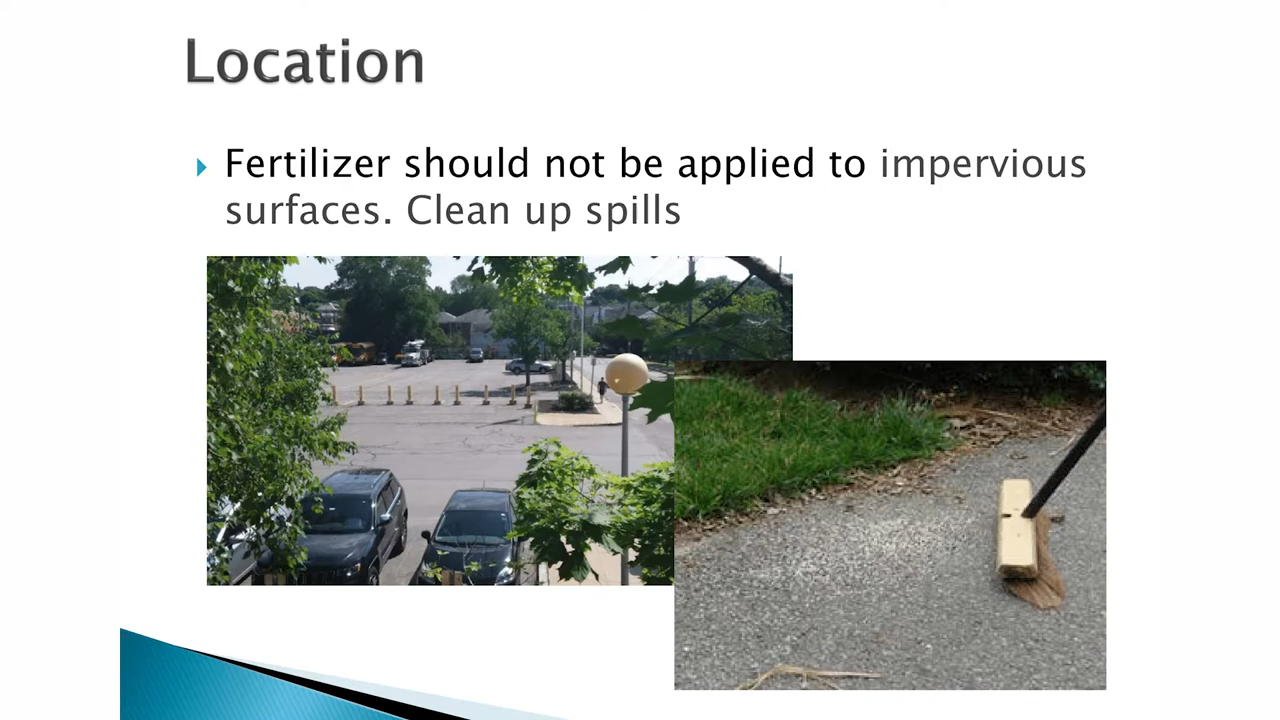 Location
Fertilizer should not be applied to impervious
surfaces. Clean up spills